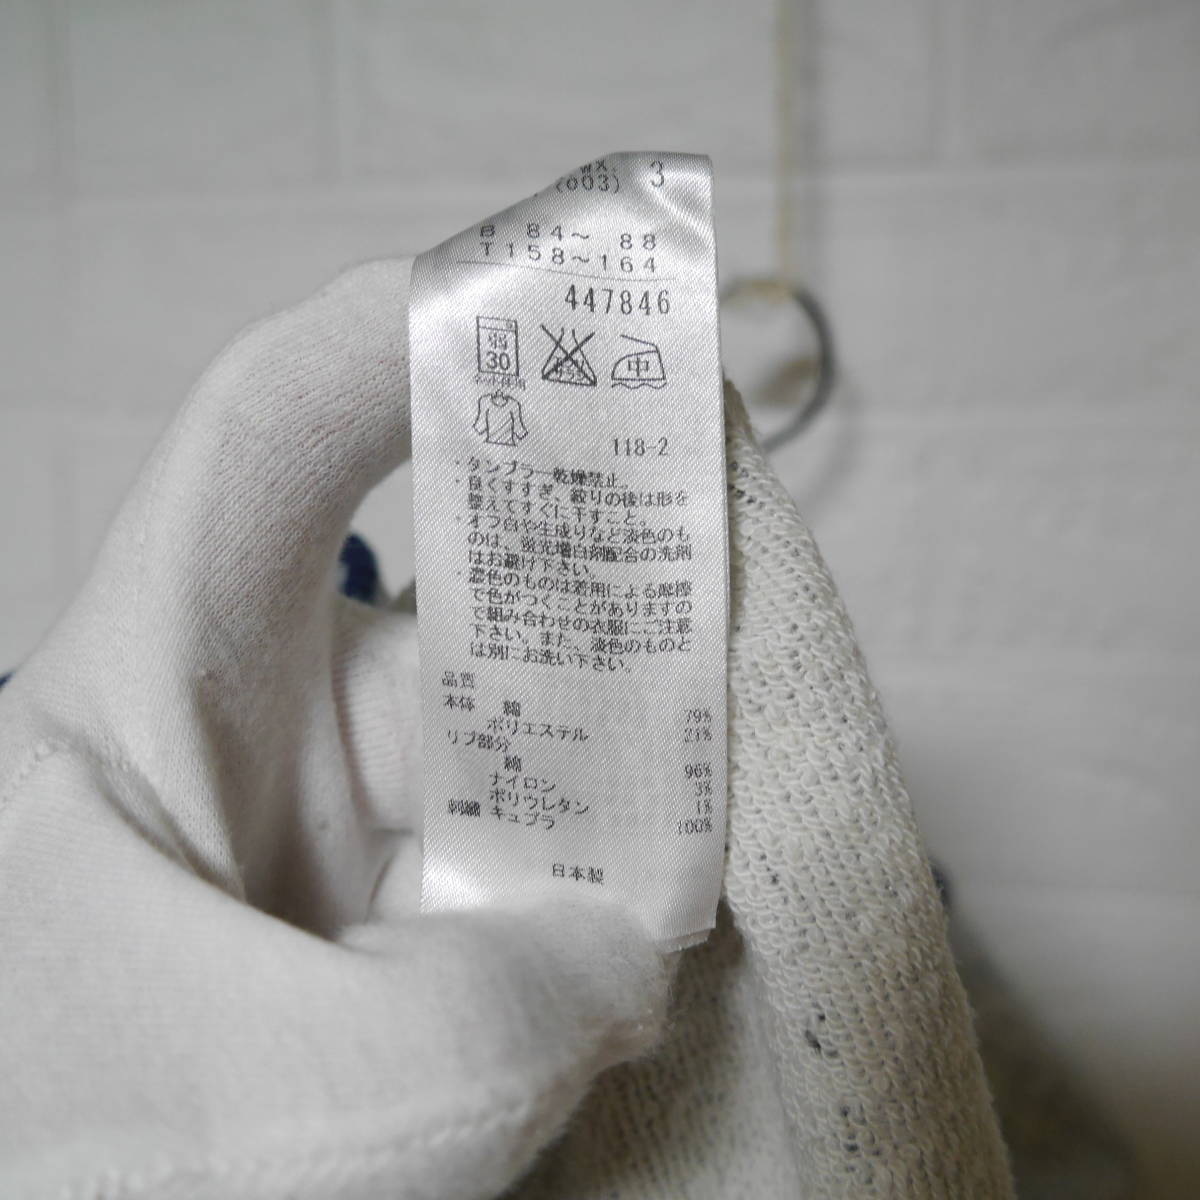 WX.
(003) 3
B 84～ 88
T158～164
447846
弱
30
中
118-2
・タンブラー乾燥禁止。
・良くすすぎ、絞りの後は形を
整えてすぐに干すこと。
・オフ白や生成りなど淡色のも
のは、蛍光増白剤配合の洗剤
はお避け下さい。
・濃色のものは着用による摩擦
で色がつくことがありますの
で組み合わせの衣服にご注意
下さい。また、淡色のものと
は別にお洗い下さい。
品質
本体 綿 79%
ポリエステル 21%
リブ部分
綿 96%
ナイロン 3%
ポリウレタン 1%
刺繍 キュプラ 100%
日本製